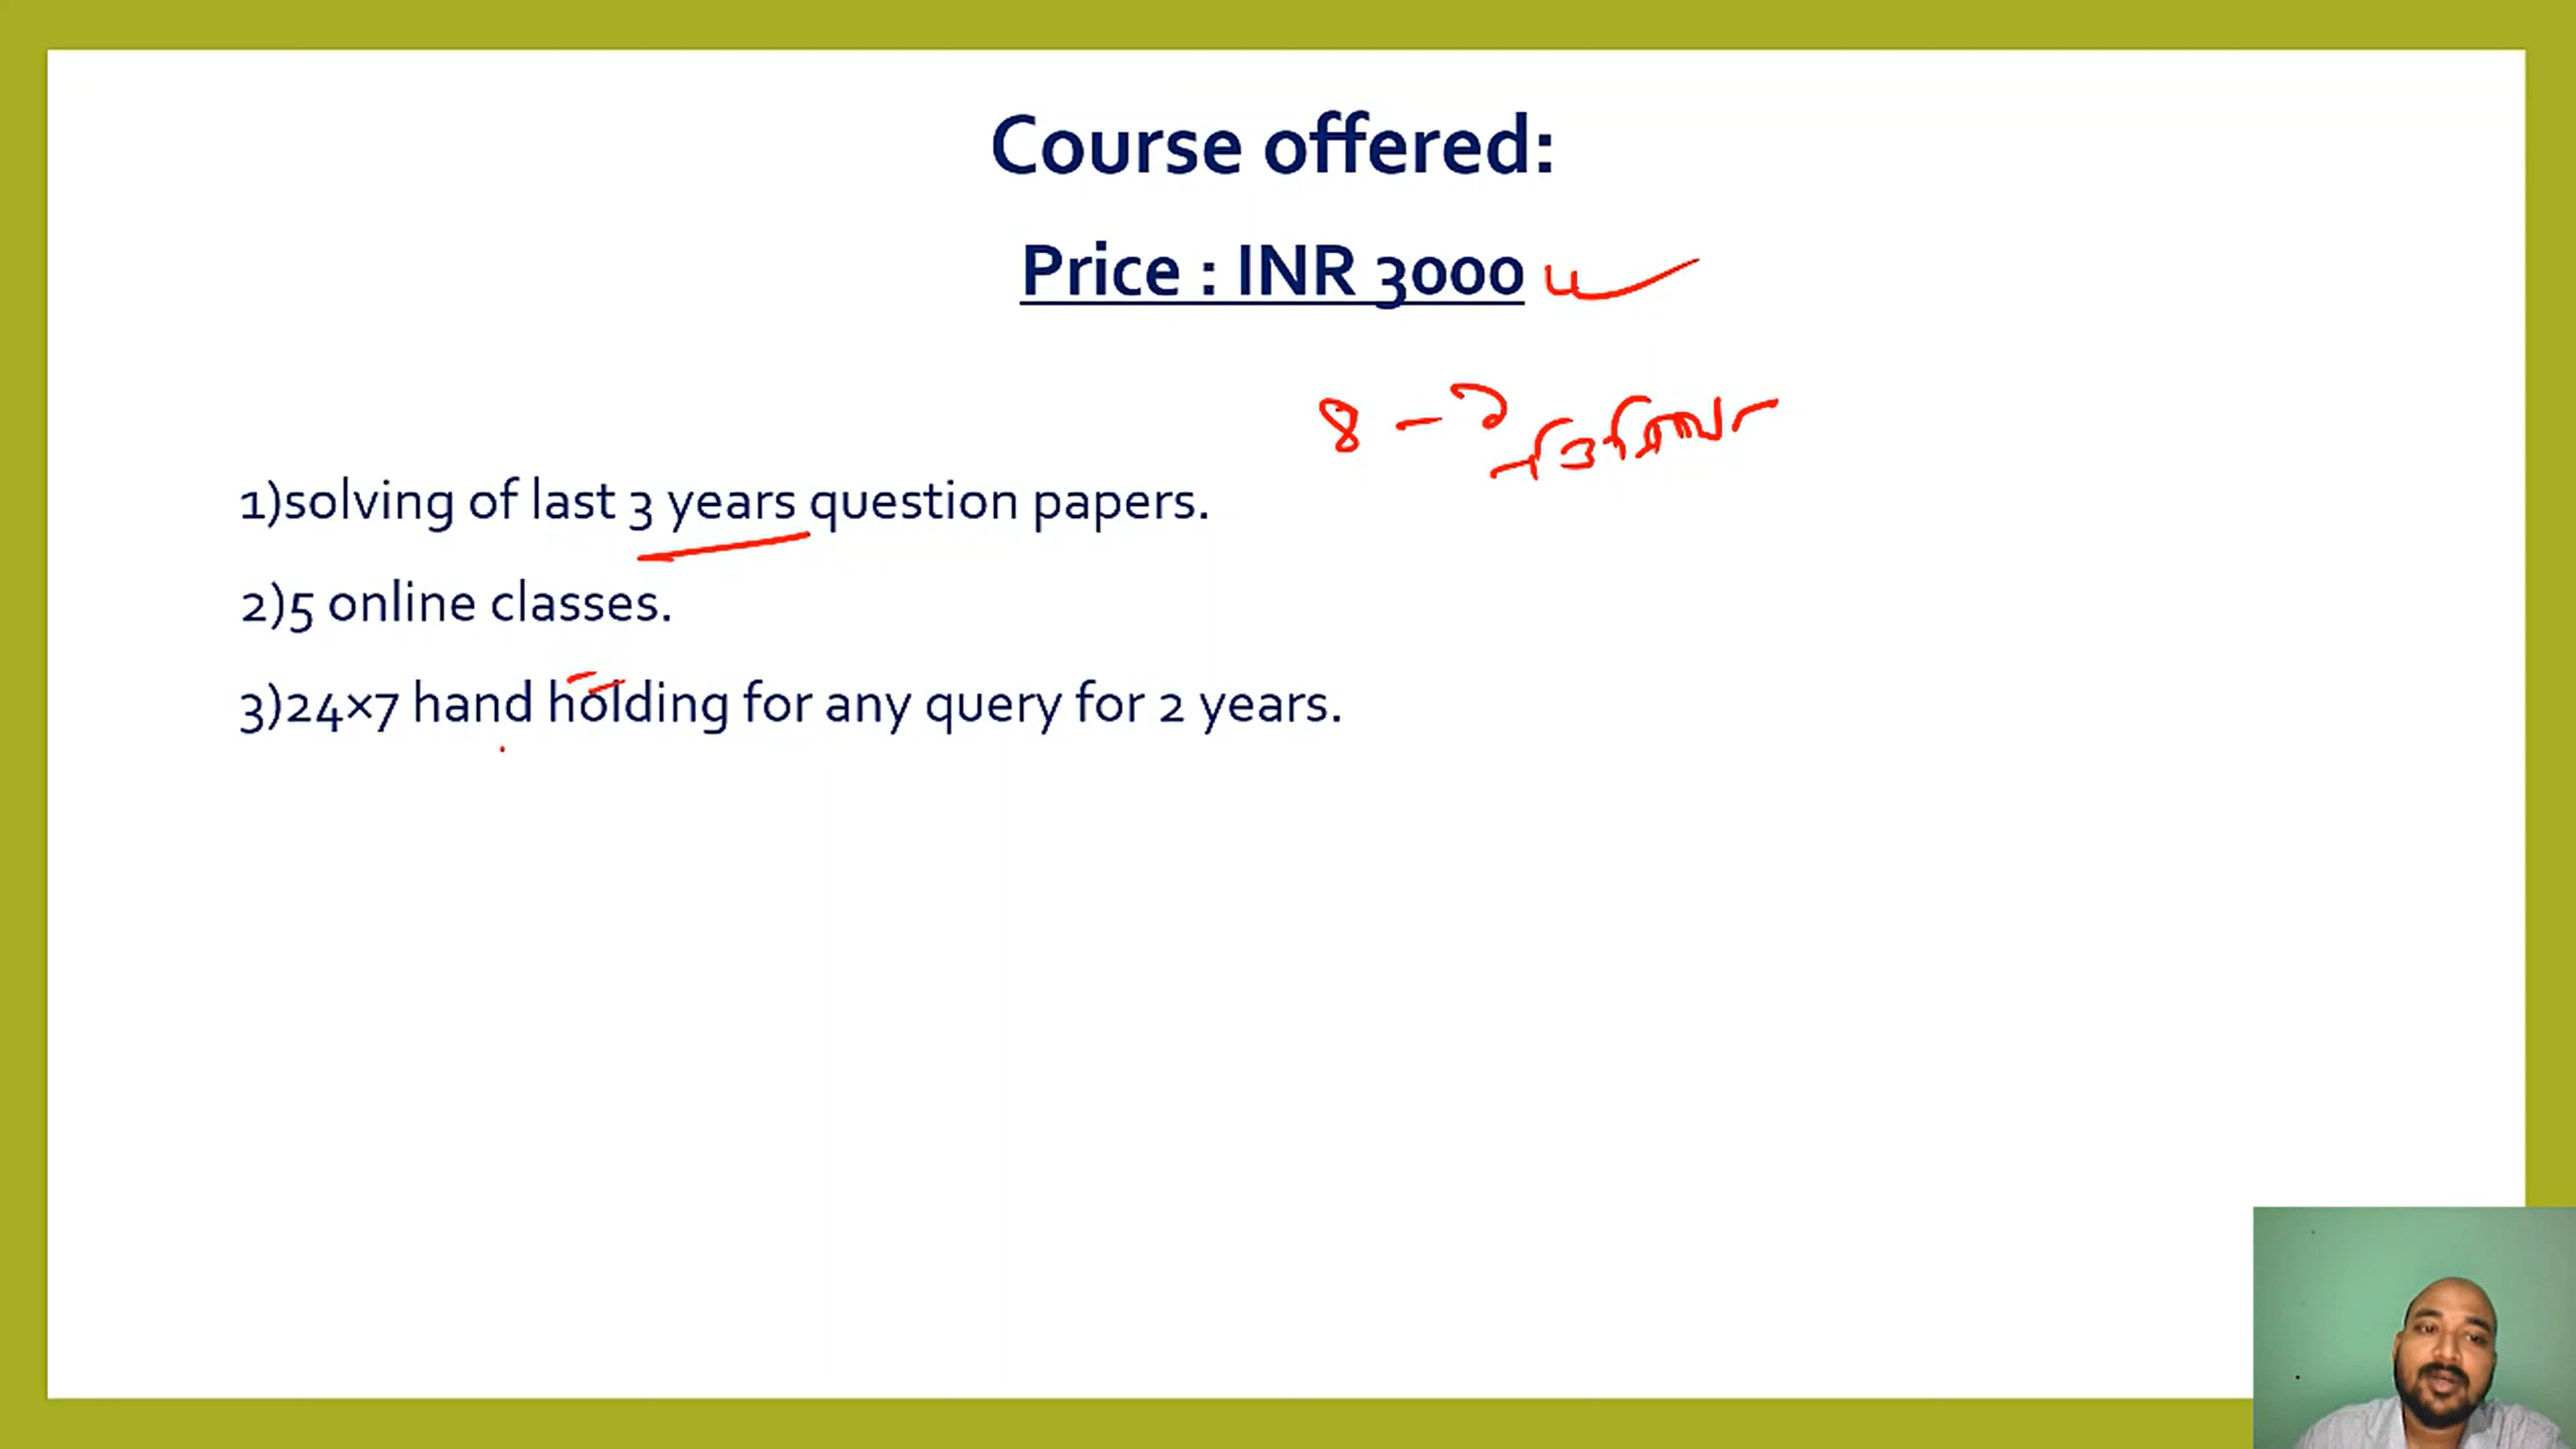 Course offered:
Price : INR 3000
1)solving of last 3 years question papers.
2)5 online classes.
3)24×7 hand holding for any query for 2 years.